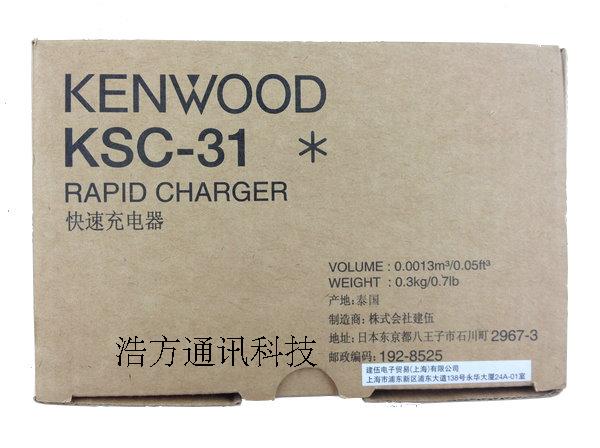 KENWOOD
KSC-31 *
RAPID CHARGER
快速充电器
VOLUME : 0.0013m³/0.05ft³
WEIGHT : 0.3kg/0.7lb
产地: 泰国
制造商: 株式会社建伍
地址: 日本东京都八王子市石川町 2967-3
邮政编码: 192-8525
浩方通讯科技
建伍电子贸易(上海)有限公司
上海市浦东新区浦东大道138号永华大厦24A-01室